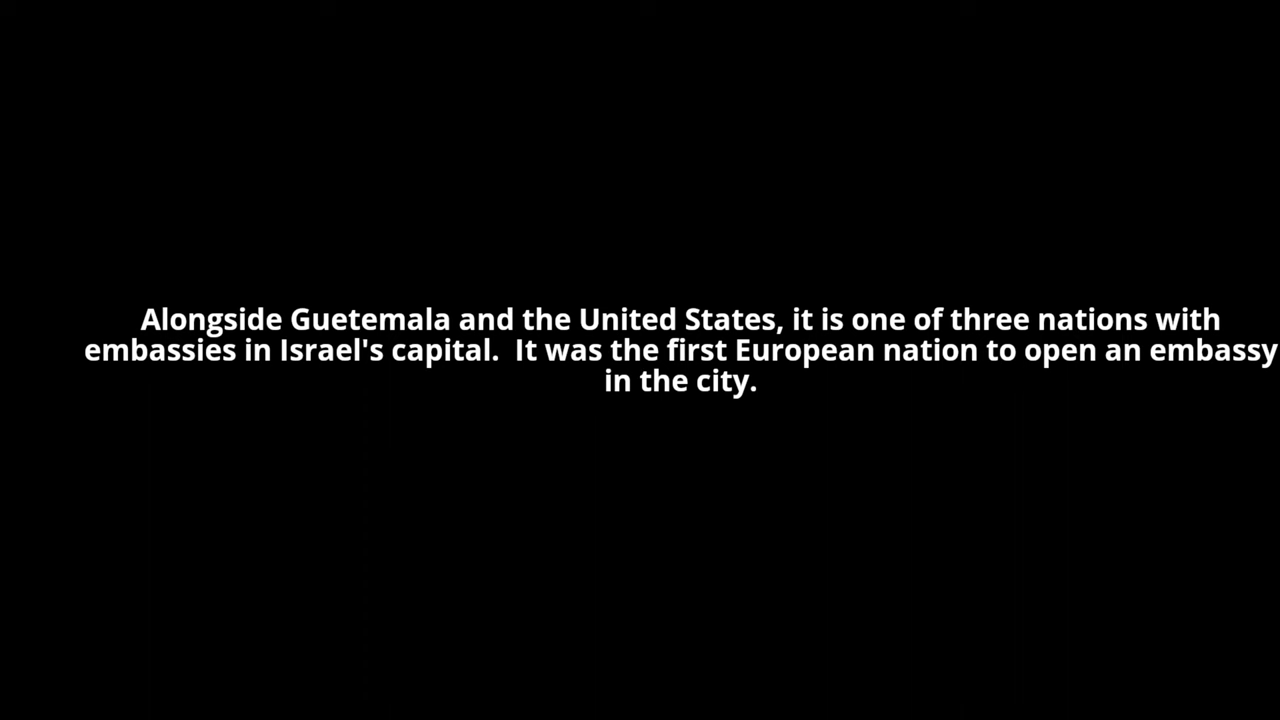 Alongside Guetemala and the United States, it is one of three nations with
embassies in Israel's capital.  It was the first European nation to open an embassy
in the city.